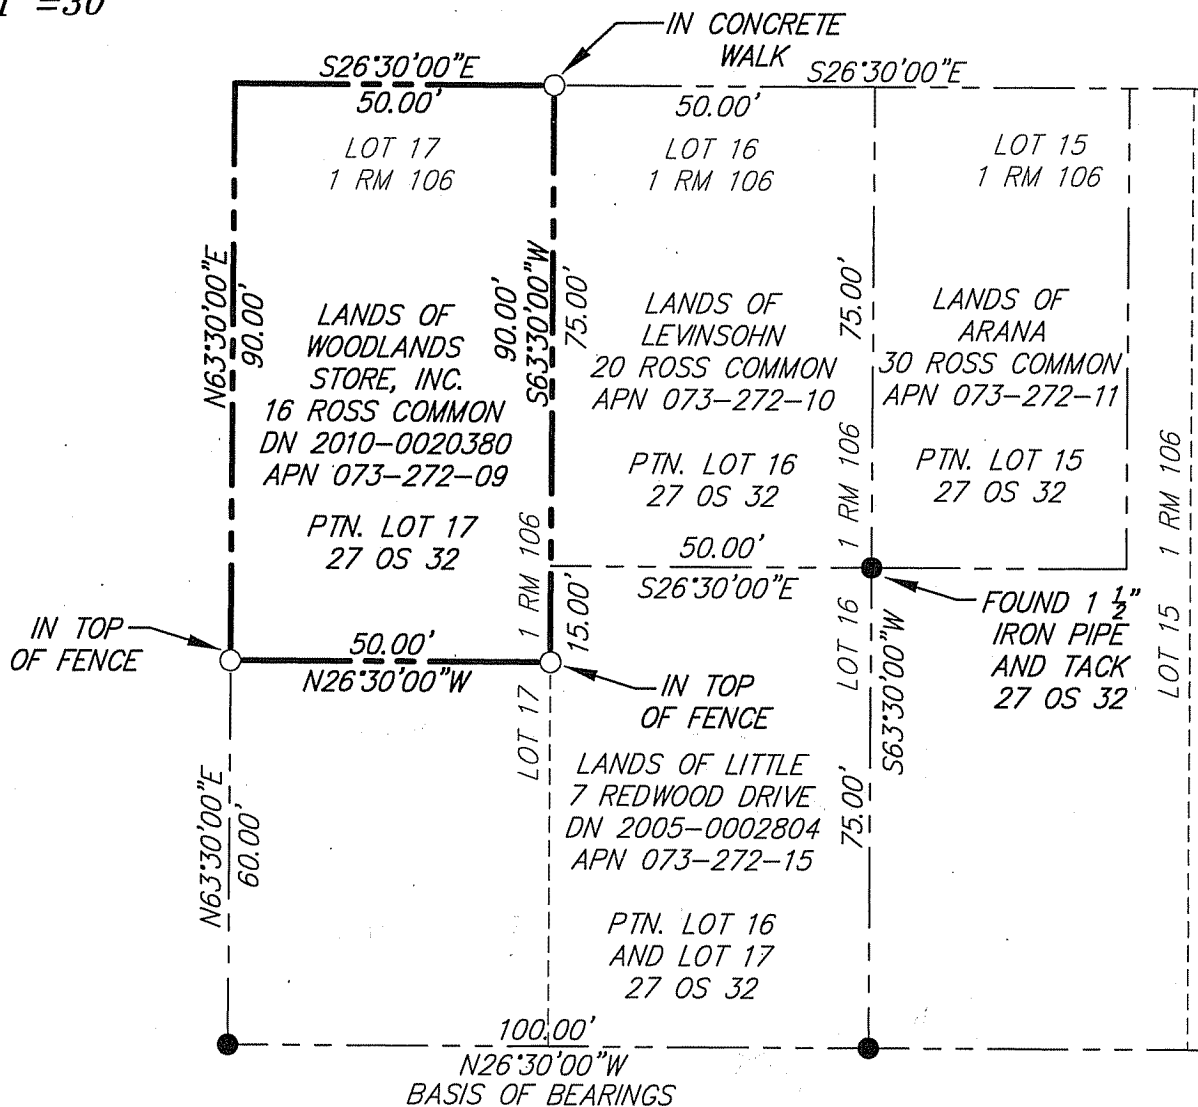 1"=30'
IN CONCRETE
WALK
S26°30'00"E
50.00'
S26°30'00"E
50.00'
LOT 17
1 RM 106
LOT 16
1 RM 106
LOT 15
1 RM 106
N63°30'00"E
90.00'
LANDS OF
WOODLANDS
STORE, INC.
16 ROSS COMMON
DN 2010-0020380
APN 073-272-09
PTN. LOT 17
27 OS 32
90.00'
S63°30'00"W
75.00'
LANDS OF
LEVINSOHN
20 ROSS COMMON
APN 073-272-10
PTN. LOT 16
27 OS 32
75.00'
LANDS OF
ARANA
30 ROSS COMMON
APN 073-272-11
PTN. LOT 15
27 OS 32
1 RM 106
1 RM 106
1 RM 106
50.00'
S26°30'00"E
15.00'
IN TOP
OF FENCE
50.00'
N26°30'00"W
LOT 17
IN TOP
OF FENCE
LOT 16
S63°30'00"W
FOUND 1 1/2"
IRON PIPE
AND TACK
27 OS 32
LOT 15
N63°30'00"E
60.00'
LANDS OF LITTLE
7 REDWOOD DRIVE
DN 2005-0002804
APN 073-272-15
75.00'
PTN. LOT 16
AND LOT 17
27 OS 32
100.00'
N26°30'00"W
BASIS OF BEARINGS